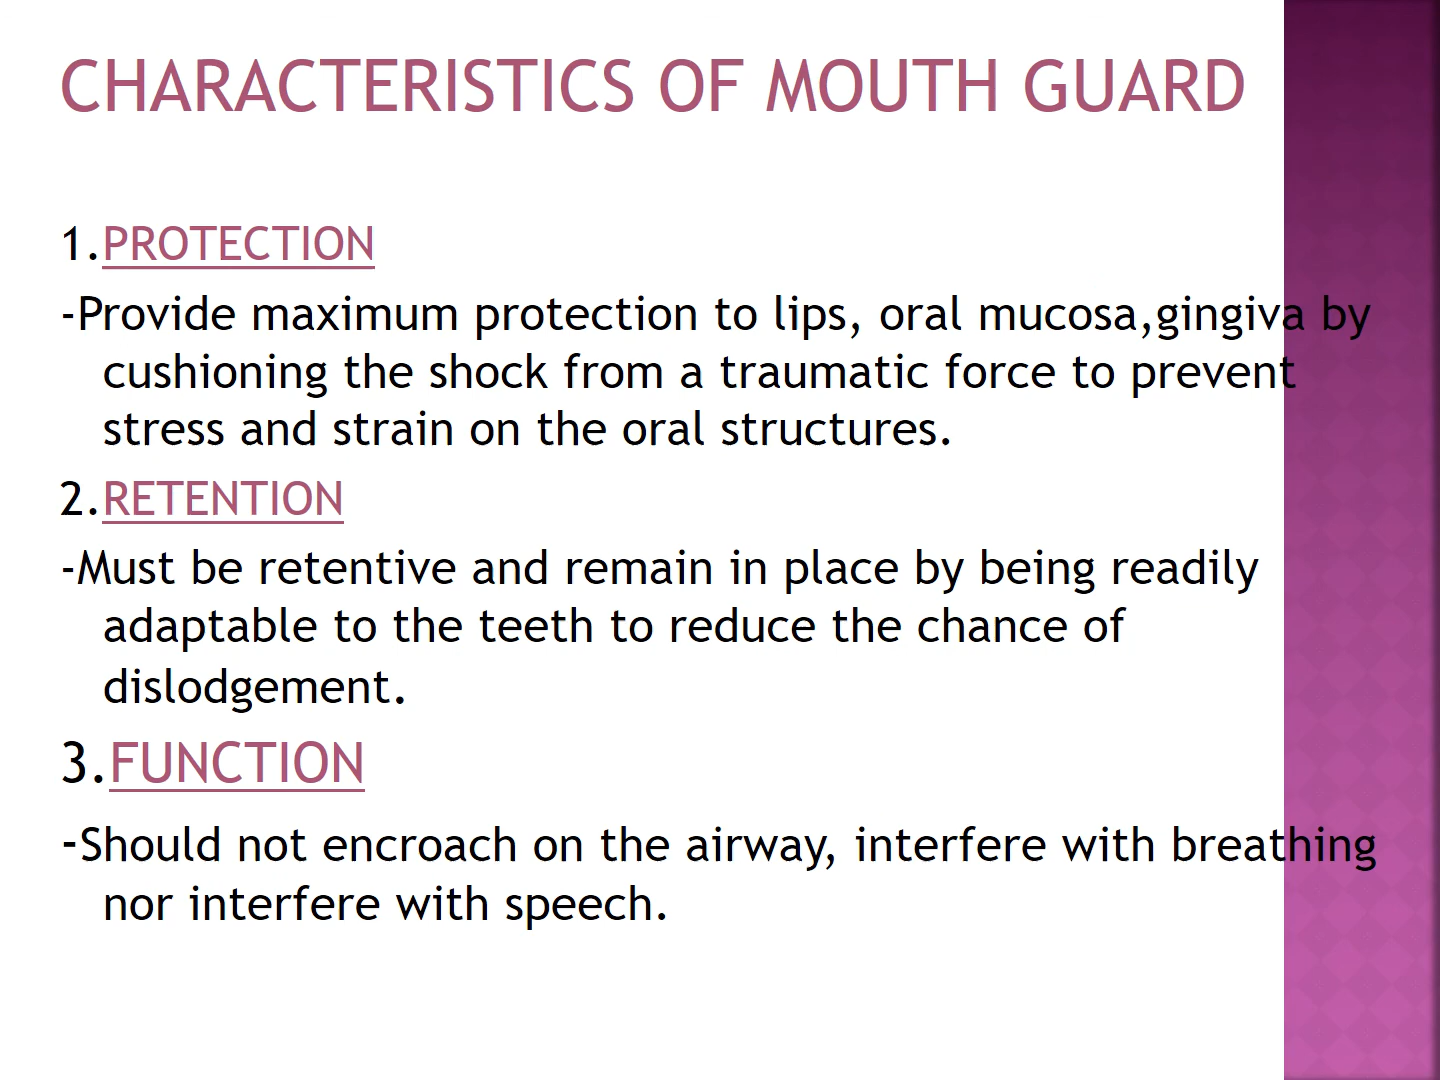 CHARACTERISTICS OF MOUTH GUARD
1.PROTECTION
-Provide maximum protection to lips, oral mucosa,gingiva by
cushioning the shock from a traumatic force to prevent
stress and strain on the oral structures.
2.RETENTION
-Must be retentive and remain in place by being readily
adaptable to the teeth to reduce the chance of
dislodgement.
3.FUNCTION
-Should not encroach on the airway, interfere with breathing
nor interfere with speech.